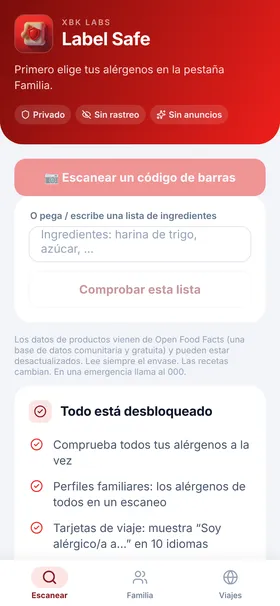 XBK LABS
Label Safe
Primero elige tus alérgenos en la pestaña
Familia.
Privado
Sin rastreo
Sin anuncios
📷 Escanear un código de barras
O pega / escribe una lista de ingredientes
Ingredientes: harina de trigo,
azúcar, ...
Comprobar esta lista
Los datos de productos vienen de Open Food Facts (una
base de datos comunitaria y gratuita) y pueden estar
desactualizados. Lee siempre el envase. Las recetas
cambian. En una emergencia llama al 000.
Todo está desbloqueado
Comprueba todos tus alérgenos a la
vez
Perfiles familiares: los alérgenos de
todos en un escaneo
Tarjetas de viaje: muestra “Soy
alérgico/a a…” en 10 idiomas
Escanear
Familia
Viajes